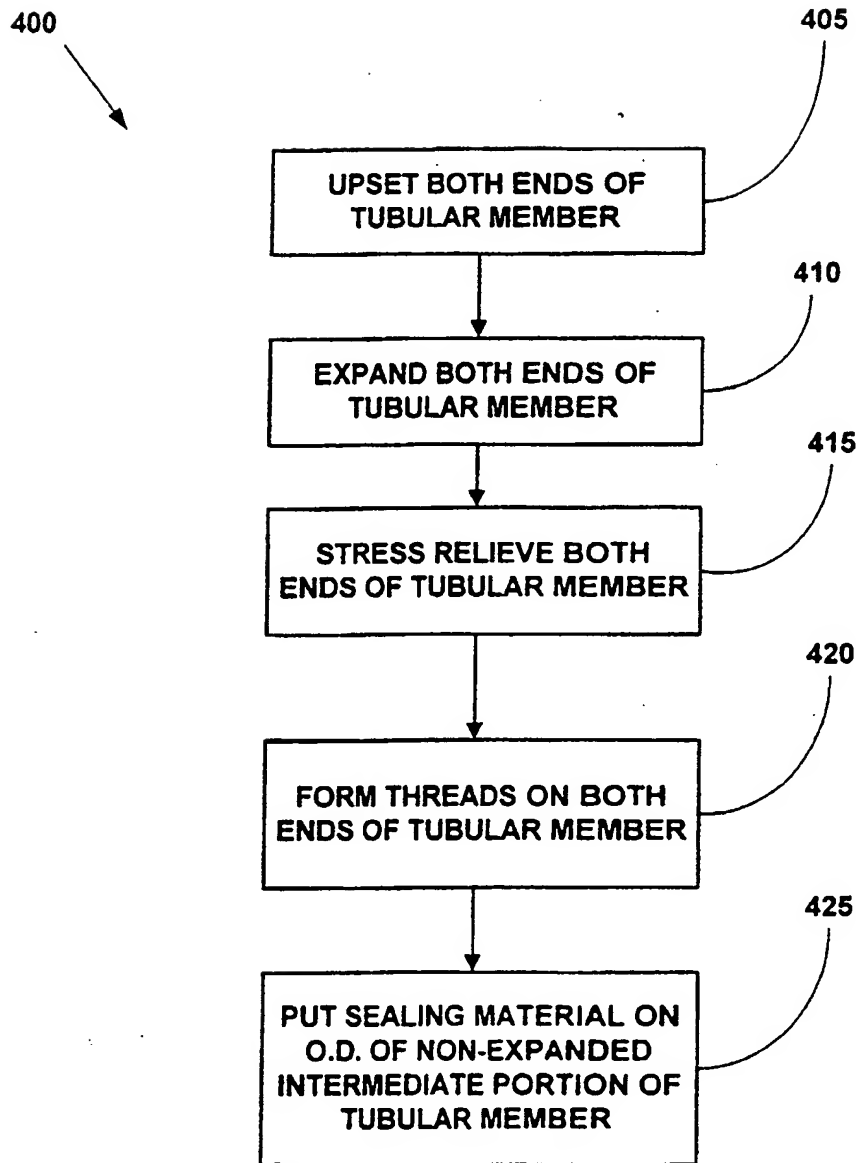 400
405
UPSET BOTH ENDS OF
TUBULAR MEMBER
410
EXPAND BOTH ENDS OF
TUBULAR MEMBER
415
STRESS RELIEVE BOTH
ENDS OF TUBULAR MEMBER
420
FORM THREADS ON BOTH
ENDS OF TUBULAR MEMBER
425
PUT SEALING MATERIAL ON
O.D. OF NON-EXPANDED
INTERMEDIATE PORTION OF
TUBULAR MEMBER